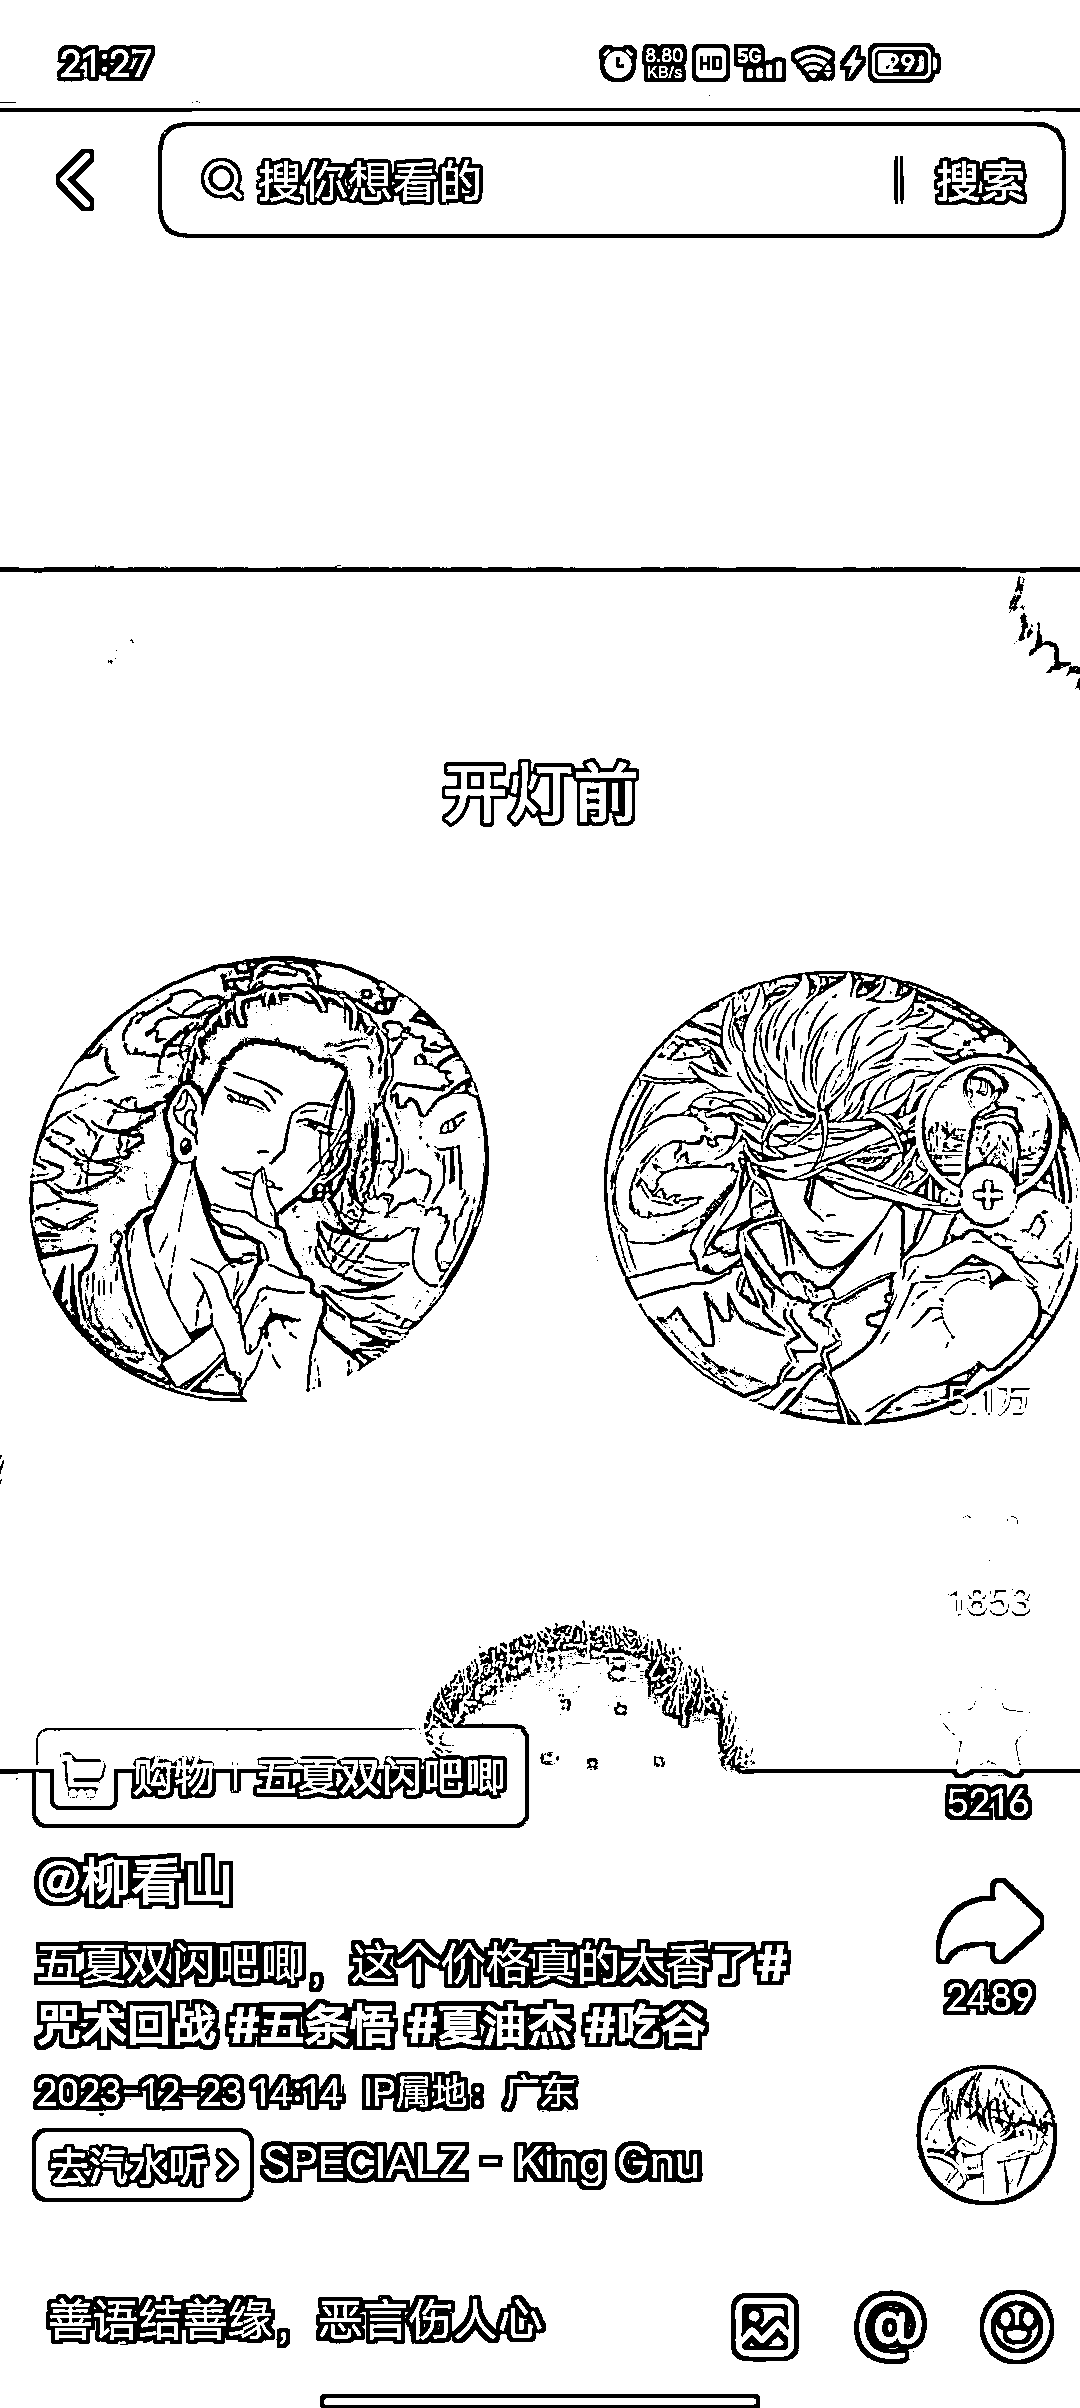 21:27
8.80
KB/s
HD
5G
29
搜你想看的
搜索
开灯前
5.1万
1853
购物
五夏双闪吧唧
5216
@柳看山
五夏双闪吧唧，这个价格真的太香了#
咒术回战 #五条悟 #夏油杰 #吃谷
2489
2023-12-23 14:14 IP属地：广东
去汽水听 > SPECIALZ - King Gnu
善语结善缘，恶言伤人心
@